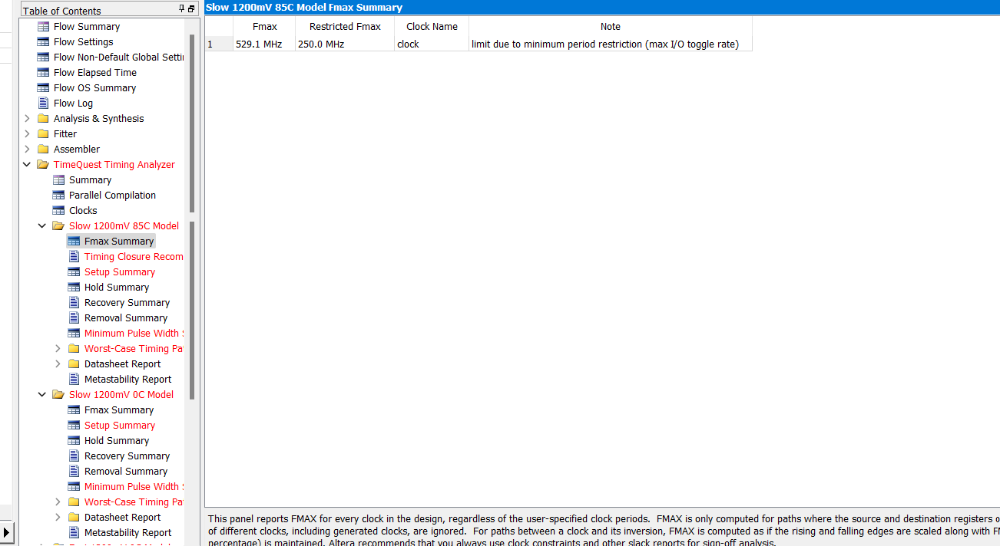 Table of Contents
Flow Summary
Flow Settings
Flow Non-Default Global Setti
Flow Elapsed Time
Flow OS Summary
Flow Log
Analysis & Synthesis
Fitter
Assembler
TimeQuest Timing Analyzer
Summary
Parallel Compilation
Clocks
Slow 1200mV 85C Model
Fmax Summary
Timing Closure Recom
Setup Summary
Hold Summary
Recovery Summary
Removal Summary
Minimum Pulse Width S
Worst-Case Timing Pa
Datasheet Report
Metastability Report
Slow 1200mV 0C Model
Fmax Summary
Setup Summary
Hold Summary
Recovery Summary
Removal Summary
Minimum Pulse Width S
Worst-Case Timing Pa
Datasheet Report
Metastability Report
Slow 1200mV 85C Model Fmax Summary
Fmax Restricted Fmax Clock Name Note
1 529.1 MHz 250.0 MHz clock limit due to minimum period restriction (max I/O toggle rate)
This panel reports FMAX for every clock in the design, regardless of the user-specified clock periods. FMAX is only computed for paths where the source and destination registers o
of different clocks, including generated clocks, are ignored. For paths between a clock and its inversion, FMAX is computed as if the rising and falling edges are scaled along with FM
percentage) is maintained. Altera recommends that you always use clock constraints and other slack reports for sign-off analysis.